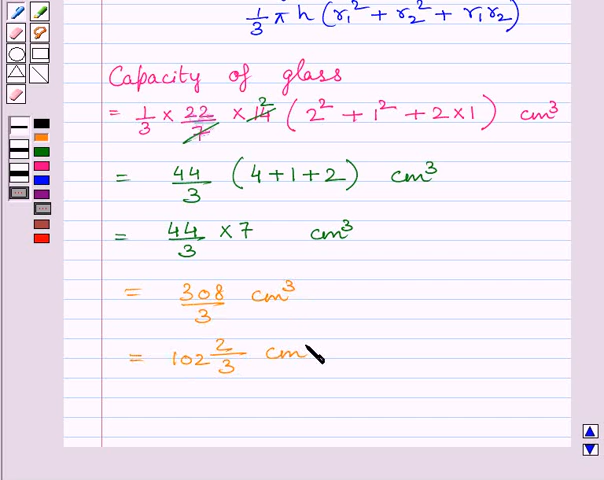 1/3 π h (r₁² + r₂² + r₁r₂)
Capacity of glass
= 1/3 × 22/7 × 14 2 (2² + 1² + 2×1) cm³
= 44/3 (4+1+2) cm³
= 44/3 × 7 cm³
= 308/3 cm³
= 102 2/3 cm